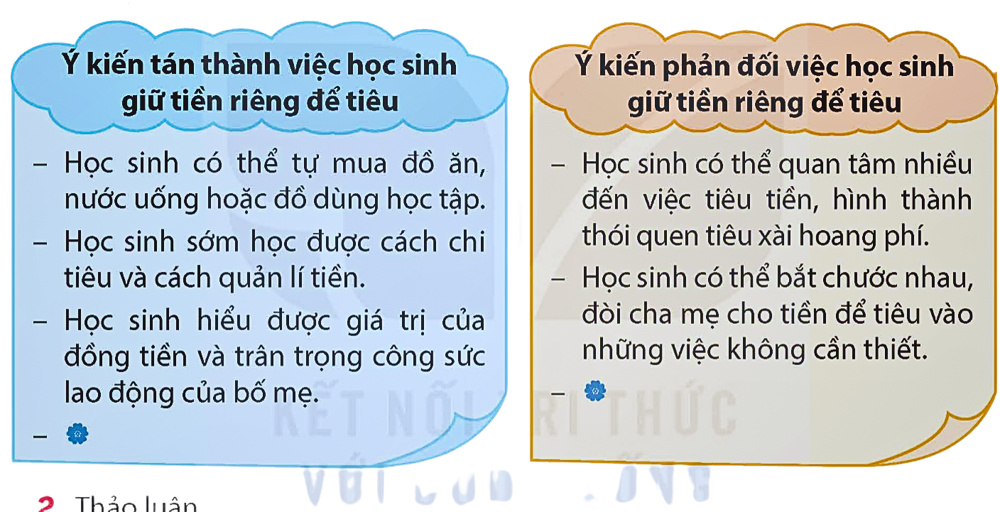 Ý kiến tán thành việc học sinh
giữ tiền riêng để tiêu
– Học sinh có thể tự mua đồ ăn,
nước uống hoặc đồ dùng học tập.
– Học sinh sớm học được cách chi
tiêu và cách quản lí tiền.
– Học sinh hiểu được giá trị của
đồng tiền và trân trọng công sức
lao động của bố mẹ.
–
Ý kiến phản đối việc học sinh
giữ tiền riêng để tiêu
– Học sinh có thể quan tâm nhiều
đến việc tiêu tiền, hình thành
thói quen tiêu xài hoang phí.
– Học sinh có thể bắt chước nhau,
đòi cha mẹ cho tiền để tiêu vào
những việc không cần thiết.
–
KẾT NỐI TRI THỨC
VỚI
2 Thảo luận